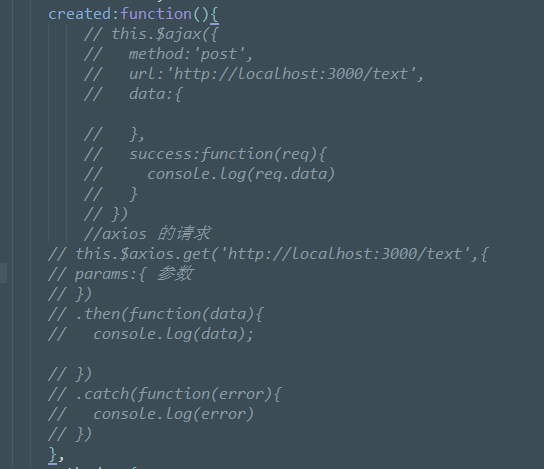 created:function(){
// this.$ajax({
//   method:'post',
//   url:'http://localhost:3000/text',
//   data:{
//   },
//   success:function(req){
//     console.log(req.data)
//   }
// })
//axios 的请求
// this.$axios.get('http://localhost:3000/text',{
// params:{ 参数
// })
// .then(function(data){
//   console.log(data);
// })
// .catch(function(error){
//   console.log(error)
// })
},